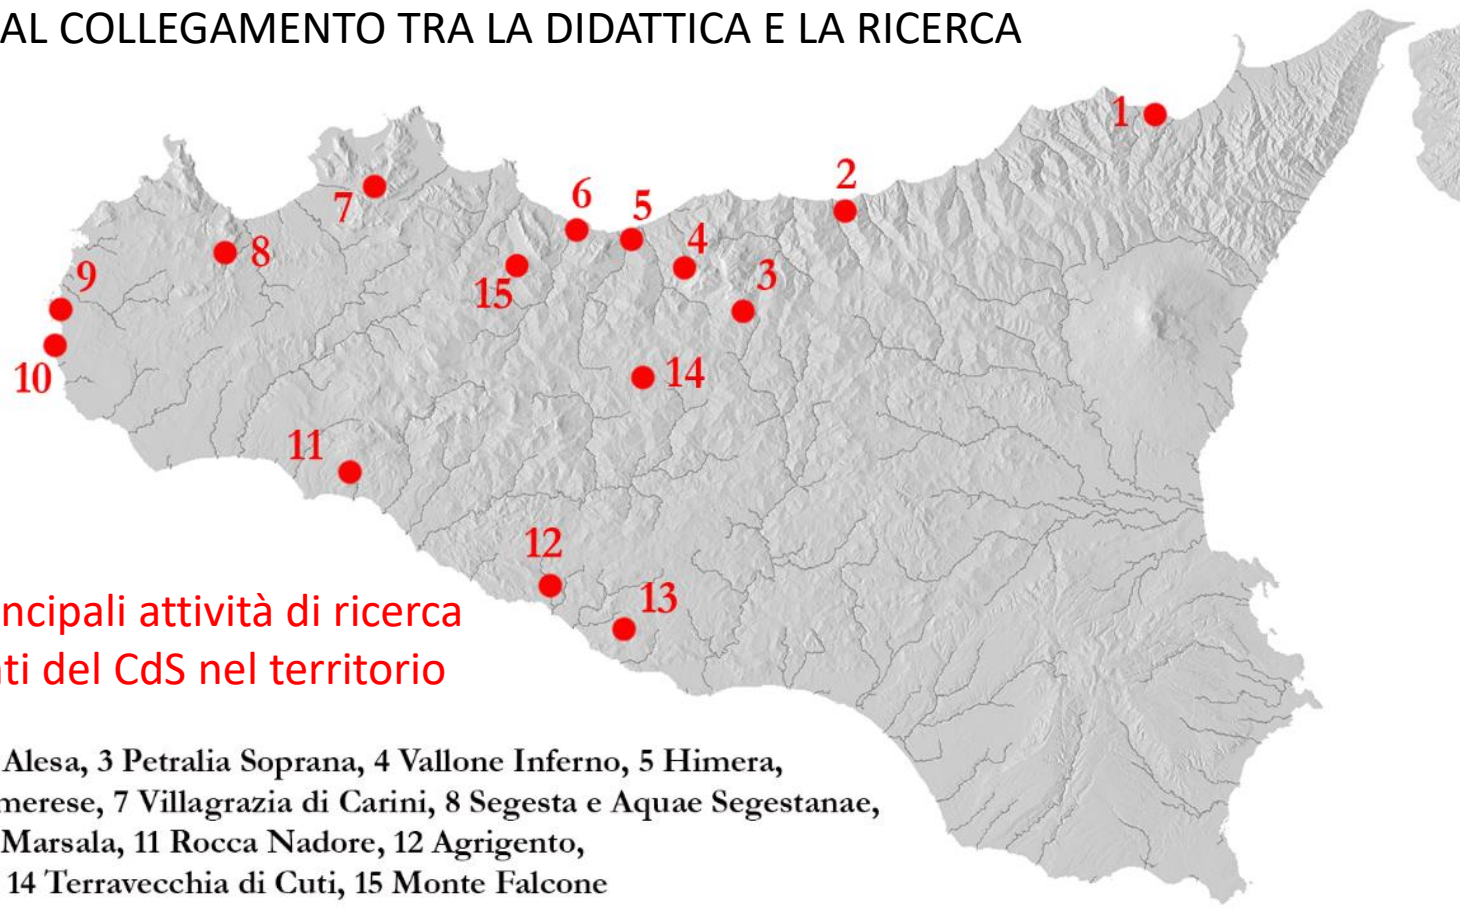 AL COLLEGAMENTO TRA LA DIDATTICA E LA RICERCA
1
2
7
6
5
4
8
3
9
15
10
14
11
12
13
ncipali attività di ricerca
ti del CdS nel territorio
Alesa, 3 Petralia Soprana, 4 Vallone Inferno, 5 Himera,
merese, 7 Villagrazia di Carini, 8 Segesta e Aquae Segestanae,
Marsala, 11 Rocca Nadore, 12 Agrigento,
14 Terravecchia di Cuti, 15 Monte Falcone